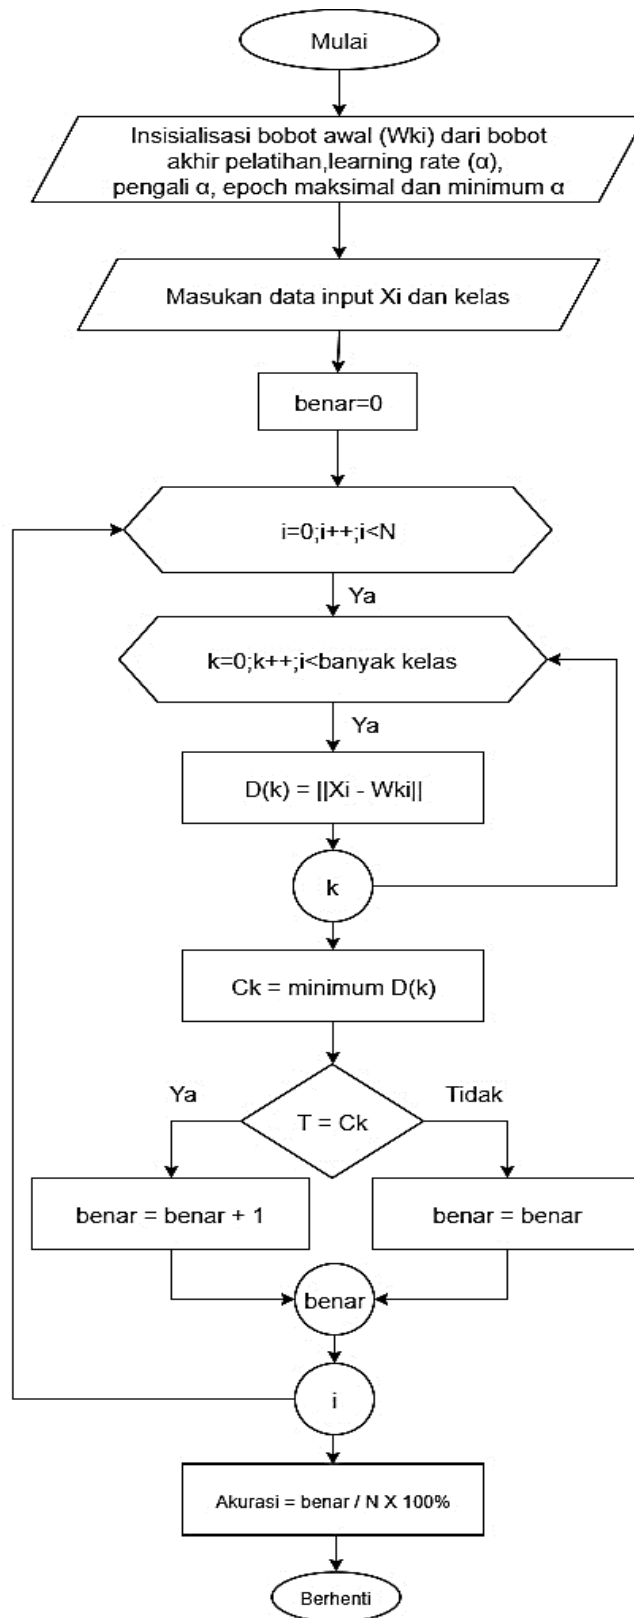 Mulai
Insisialisasi bobot awal (Wki) dari bobot
akhir pelatihan,learning rate (α),
pengali α, epoch maksimal dan minimum α
Masukan data input Xi dan kelas
benar=0
i=0;i++;i<N
Ya
k=0;k++;i<banyak kelas
Ya
D(k) = ||Xi - Wki||
k
Ck = minimum D(k)
Ya
Tidak
T = Ck
benar = benar + 1
benar = benar
benar
i
Akurasi = benar / N X 100%
Berhenti